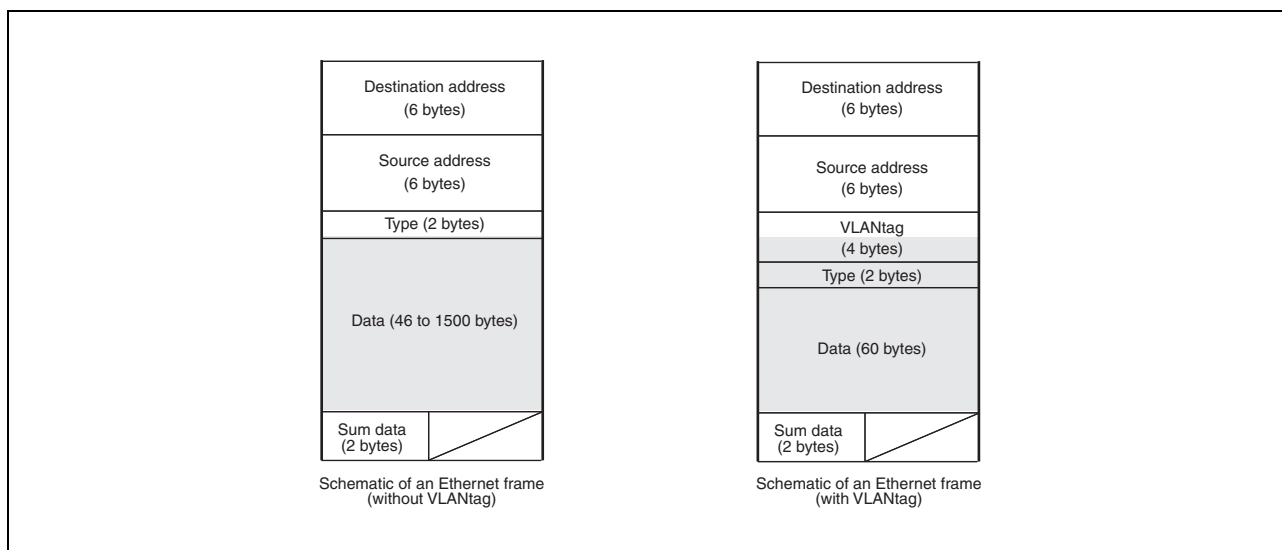 Destination address
(6 bytes)
Source address
(6 bytes)
Type (2 bytes)
Data (46 to 1500 bytes)
Sum data
(2 bytes)
Schematic of an Ethernet frame
(without VLANtag)
Destination address
(6 bytes)
Source address
(6 bytes)
VLANtag
(4 bytes)
Type (2 bytes)
Data (60 bytes)
Sum data
(2 bytes)
Schematic of an Ethernet frame
(with VLANtag)